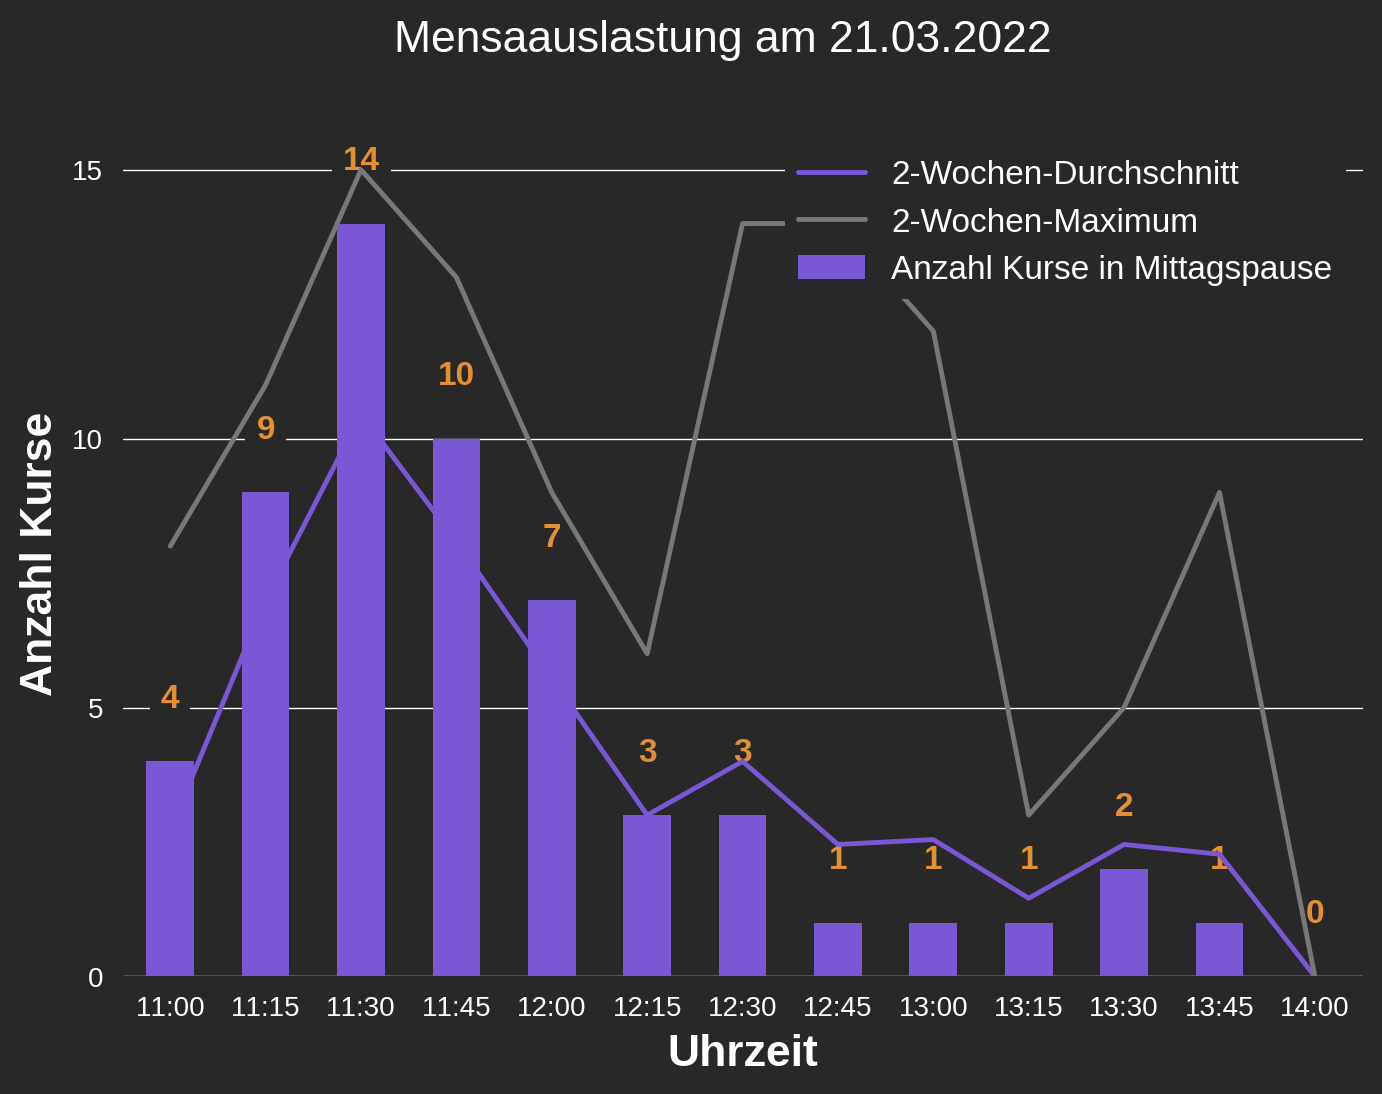 Mensaauslastung am 21.03.2022
2-Wochen-Durchschnitt
2-Wochen-Maximum
Anzahl Kurse in Mittagspause
Anzahl Kurse
15
10
5
0
4
9
14
10
7
3
3
1
1
1
2
1
0
11:00 11:15 11:30 11:45 12:00 12:15 12:30 12:45 13:00 13:15 13:30 13:45 14:00
Uhrzeit